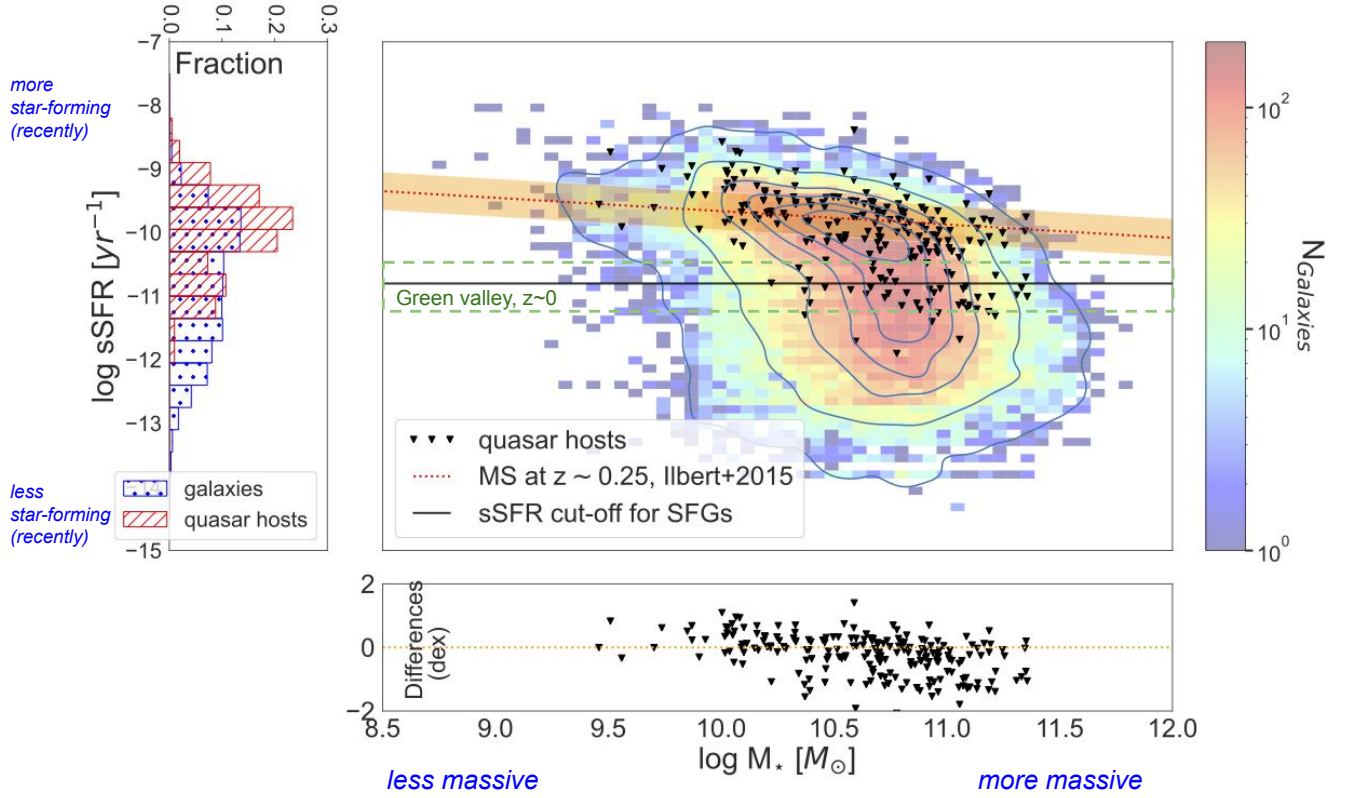 0.0 0.1 0.2 0.3
Fraction
−7
−8
−9
−10
−11
−12
−13
−15
log sSFR [yr⁻¹]
more
star-forming
(recently)
less
star-forming
(recently)
galaxies
quasar hosts
Green valley, z~0
quasar hosts
MS at z ∼ 0.25, Ilbert+2015
sSFR cut-off for SFGs
10²
10¹
10⁰
N_Galaxies
2
0
−2
Differences
(dex)
8.5 9.0 9.5 10.0 10.5 11.0 11.5 12.0
log M⋆ [M⊙]
less massive
more massive